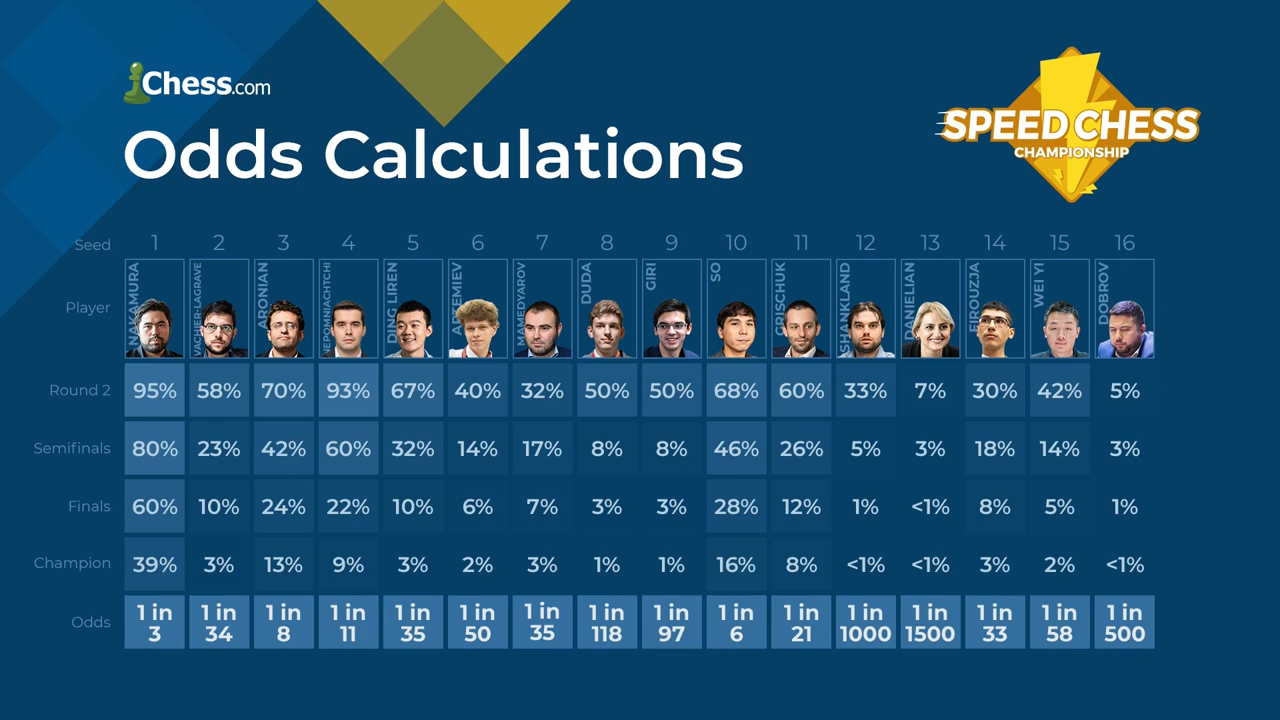 Chess.com
Odds Calculations
SPEED CHESS
CHAMPIONSHIP
Seed 1 2 3 4 5 6 7 8 9 10 11 12 13 14 15 16
Player NAKAMURA VACHIER-LAGRAVE ARONIAN NEPOMNIACHTCHI DING LIREN ARTEMIEV MAMEDYAROV DUDA GIRI SO GRISCHUK SHANKLAND DANIELIAN FIROUZJA WEI YI DOBROV
Round 2 95% 58% 70% 93% 67% 40% 32% 50% 50% 68% 60% 33% 7% 30% 42% 5%
Semifinals 80% 23% 42% 60% 32% 14% 17% 8% 8% 46% 26% 5% 3% 18% 14% 3%
Finals 60% 10% 24% 22% 10% 6% 7% 3% 3% 28% 12% 1% <1% 8% 5% 1%
Champion 39% 3% 13% 9% 3% 2% 3% 1% 1% 16% 8% <1% <1% 3% 2% <1%
Odds 1 in 3 1 in 34 1 in 8 1 in 11 1 in 35 1 in 50 1 in 35 1 in 118 1 in 97 1 in 6 1 in 21 1 in 1000 1 in 1500 1 in 33 1 in 58 1 in 500